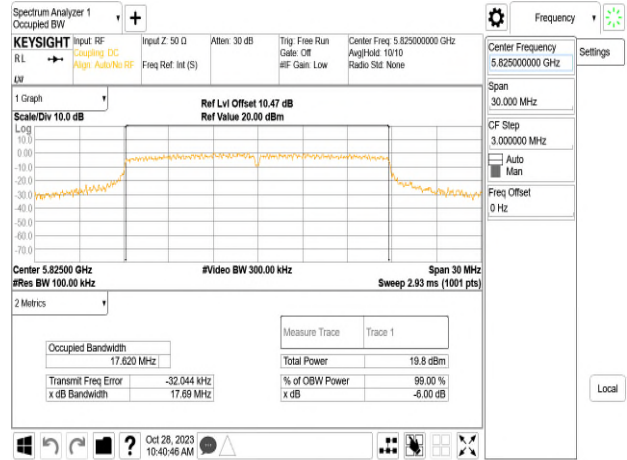 Spectrum Analyzer 1
Occupied BW
+
Frequency
KEYSIGHT
RL
Input: RF
Coupling: DC
Align: Auto/No RF
Input Z: 50 Ω
Freq Ref: Int (S)
Atten: 30 dB
Trig: Free Run
Gate: Off
#IF Gain: Low
Center Freq: 5.825000000 GHz
Avg|Hold: 10/10
Radio Std: None
Center Frequency
5.825000000 GHz
Settings
Span
30.000 MHz
CF Step
3.000000 MHz
Auto
Man
Freq Offset
0 Hz
Local
1 Graph
Scale/Div 10.0 dB
Ref Lvl Offset 10.47 dB
Ref Value 20.00 dBm
Log
10.0
0.00
-10.0
-20.0
-30.0
-40.0
-50.0
-60.0
-70.0
Center 5.82500 GHz
#Video BW 300.00 kHz
Span 30 MHz
#Res BW 100.00 kHz
Sweep 2.93 ms (1001 pts)
2 Metrics
Measure Trace
Trace 1
Occupied Bandwidth
17.620 MHz
Total Power
19.8 dBm
Transmit Freq Error
-32.044 kHz
% of OBW Power
99.00 %
x dB Bandwidth
17.69 MHz
x dB
-6.00 dB
?
Oct 28, 2023
10:40:46 AM